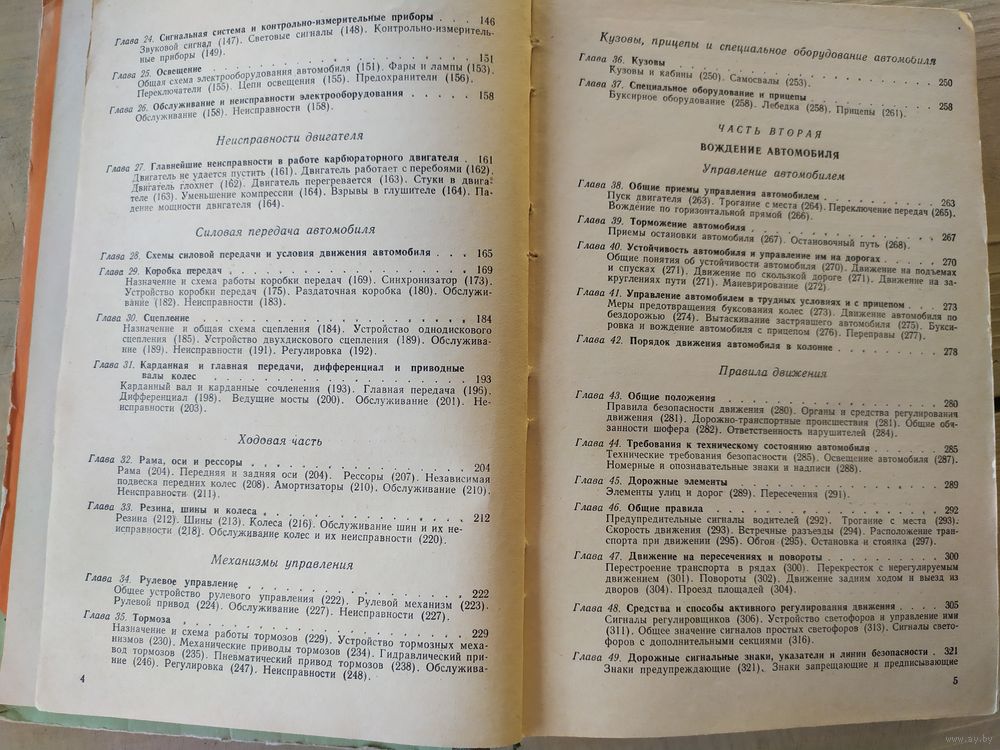 Глава 24. Сигнальная система и контрольно-измерительные приборы . . . 146
Звуковой сигнал (147). Световые сигналы (148). Контрольно-измеритель-
ные приборы (149).
Глава 25. Освещение . . . 151
Общая схема электрооборудования автомобиля (151). Фары и лампы (153).
Переключатели (155). Цепи освещения (155). Предохранители (156).
Глава 26. Обслуживание и неисправности электрооборудования . . . 158
Обслуживание (158). Неисправности (158).
Неисправности двигателя
Глава 27. Главнейшие неисправности в работе карбюраторного двигателя . 161
Двигатель не удается пустить (161). Двигатель работает с перебоями (162).
Двигатель глохнет (162). Двигатель перегревается (163). Стуки в двига-
теле (163). Уменьшение компрессии (164). Взрывы в глушителе (164). Па-
дение мощности двигателя (164).
Силовая передача автомобиля
Глава 28. Схемы силовой передачи и условия движения автомобиля . . . 165
Глава 29. Коробка передач . . . 169
Назначение и схема работы коробки передач (169). Синхронизатор (173).
Устройство коробки передач (175). Раздаточная коробка (180). Обслужи-
вание (182). Неисправности (183).
Глава 30. Сцепление . . . 184
Назначение и общая схема сцепления (184). Устройство однодискового
сцепления (185). Устройство двухдискового сцепления (189). Обслужива-
ние (189). Неисправности (191). Регулировка (192).
Глава 31. Карданная и главная передачи, дифференциал и приводные
валы колес . . . 193
Карданный вал и карданные сочленения (193). Главная передача (196).
Дифференциал (198). Ведущие мосты (200). Обслуживание (201). Не-
исправности (203).
Ходовая часть
Глава 32. Рама, оси и рессоры . . . 204
Рама (204). Передняя и задняя оси (204). Рессоры (207). Независимая
подвеска передних колес (208). Амортизаторы (210). Обслуживание (210).
Неисправности (211).
Глава 33. Резина, шины и колеса . . . 212
Резина (212). Шины (213). Колеса (216). Обслуживание шин и их не-
исправности (218). Обслуживание колес и их неисправности (220).
Механизмы управления
Глава 34. Рулевое управление . . . 222
Общее устройство рулевого управления (222). Рулевой механизм (223).
Рулевой привод (224). Обслуживание (227). Неисправности (227).
Глава 35. Тормоза . . . 229
Назначение и схема работы тормозов (229). Устройство тормозных меха-
низмов (230). Механические приводы тормозов (234). Гидравлический при-
вод тормозов (235). Пневматический привод тормозов (238). Обслужива-
ние (246). Регулировка (247). Неисправности (248).
4
Кузовы, прицепы и специальное оборудование автомобиля
Глава 36. Кузовы . . . 250
Кузовы и кабины (250). Самосвалы (253).
Глава 37. Специальное оборудование и прицепы . . . 258
Буксирное оборудование (258). Лебедка (258). Прицепы (261).
ЧАСТЬ ВТОРАЯ
ВОЖДЕНИЕ АВТОМОБИЛЯ
Управление автомобилем
Глава 38. Общие приемы управления автомобилем . . . 263
Пуск двигателя (263). Трогание с места (264). Переключение передач (265).
Вождение по горизонтальной прямой (266).
Глава 39. Торможение автомобиля . . . 267
Приемы остановки автомобиля (267). Остановочный путь (268).
Глава 40. Устойчивость автомобиля и управление им на дорогах . . . 270
Общие понятия об устойчивости автомобиля (270). Движение на подъемах
и спусках (271). Движение по скользкой дороге (271). Движение на за-
круглениях пути (271). Маневрирование (272).
Глава 41. Управление автомобилем в трудных условиях и с прицепом . . . 273
Меры предотвращения буксования колес (273). Движение автомобиля по
бездорожью (274). Вытаскивание застрявшего автомобиля (275). Букси-
ровка и вождение автомобиля с прицепом (276). Переправы (277).
Глава 42. Порядок движения автомобиля в колонне . . . 278
Правила движения
Глава 43. Общие положения . . . 280
Правила безопасности движения (280). Органы и средства регулирования
движения (281). Дорожно-транспортные происшествия (281). Общие обя-
занности шофера (282). Ответственность нарушителей (284).
Глава 44. Требования к техническому состоянию автомобиля . . . 285
Технические требования безопасности (285). Освещение автомобиля (287).
Номерные и опознавательные знаки и надписи (288).
Глава 45. Дорожные элементы . . . 289
Элементы улиц и дорог (289). Пересечения (291).
Глава 46. Общие правила . . . 292
Предупредительные сигналы водителей (292). Трогание с места (293).
Скорость движения (293). Встречные разъезды (294). Расположение тран-
спорта при движении (295). Обгон (295). Остановка и стоянка (297).
Глава 47. Движение на пересечениях и повороты . . . 300
Перестроение транспорта в рядах (300). Перекресток с нерегулируемым
движением (301). Повороты (302). Движение задним ходом и выезд из
дворов (304). Проезд площадей (304).
Глава 48. Средства и способы активного регулирования движения . . . 305
Сигналы регулировщиков (306). Устройство светофоров и управление ими
(311). Общее значение сигналов простых светофоров (313). Сигналы свето-
форов с дополнительными секциями (316).
Глава 49. Дорожные сигнальные знаки, указатели и линии безопасности . 321
Знаки предупреждающие (321). Знаки запрещающие и предписывающие
5
www.ay.by